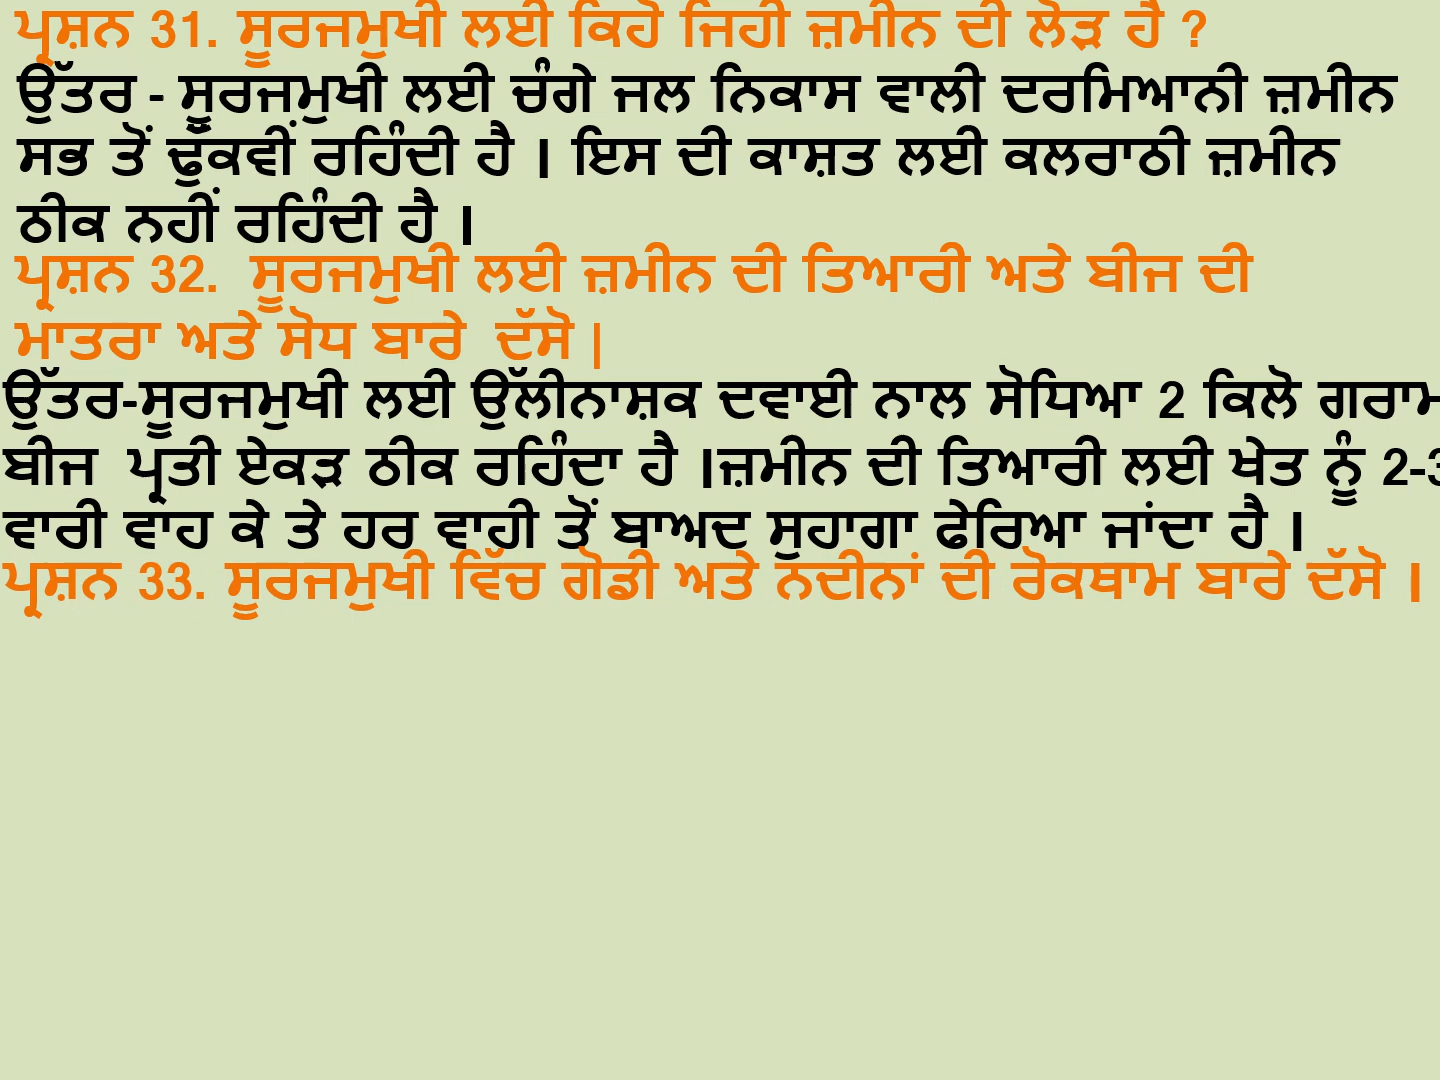 ਪ੍ਰਸ਼ਨ 31. ਸੂਰਜਮੁਖੀ ਲਈ ਕਿਹੋ ਜਿਹੀ ਜ਼ਮੀਨ ਦੀ ਲੋੜ ਹੈ ?
ਉੱਤਰ - ਸੂਰਜਮੁਖੀ ਲਈ ਚੰਗੇ ਜਲ ਨਿਕਾਸ ਵਾਲੀ ਦਰਮਿਆਨੀ ਜ਼ਮੀਨ
ਸਭ ਤੋਂ ਢੁੱਕਵੀਂ ਰਹਿੰਦੀ ਹੈ । ਇਸ ਦੀ ਕਾਸ਼ਤ ਲਈ ਕਲਰਾਠੀ ਜ਼ਮੀਨ
ਠੀਕ ਨਹੀਂ ਰਹਿੰਦੀ ਹੈ ।
ਪ੍ਰਸ਼ਨ 32. ਸੂਰਜਮੁਖੀ ਲਈ ਜ਼ਮੀਨ ਦੀ ਤਿਆਰੀ ਅਤੇ ਬੀਜ ਦੀ
ਮਾਤਰਾ ਅਤੇ ਸੋਧ ਬਾਰੇ ਦੱਸੋ |
ਉੱਤਰ-ਸੂਰਜਮੁਖੀ ਲਈ ਉੱਲੀਨਾਸ਼ਕ ਦਵਾਈ ਨਾਲ ਸੋਧਿਆ 2 ਕਿਲੋ ਗਰਾਮ
ਬੀਜ ਪ੍ਰਤੀ ਏਕੜ ਠੀਕ ਰਹਿੰਦਾ ਹੈ ।ਜ਼ਮੀਨ ਦੀ ਤਿਆਰੀ ਲਈ ਖੇਤ ਨੂੰ 2-3
ਵਾਰੀ ਵਾਹ ਕੇ ਤੇ ਹਰ ਵਾਹੀ ਤੋਂ ਬਾਅਦ ਸੁਹਾਗਾ ਫੇਰਿਆ ਜਾਂਦਾ ਹੈ ।
ਪ੍ਰਸ਼ਨ 33. ਸੂਰਜਮੁਖੀ ਵਿੱਚ ਗੋਡੀ ਅਤੇ ਨਦੀਨਾਂ ਦੀ ਰੋਕਥਾਮ ਬਾਰੇ ਦੱਸੋ ।